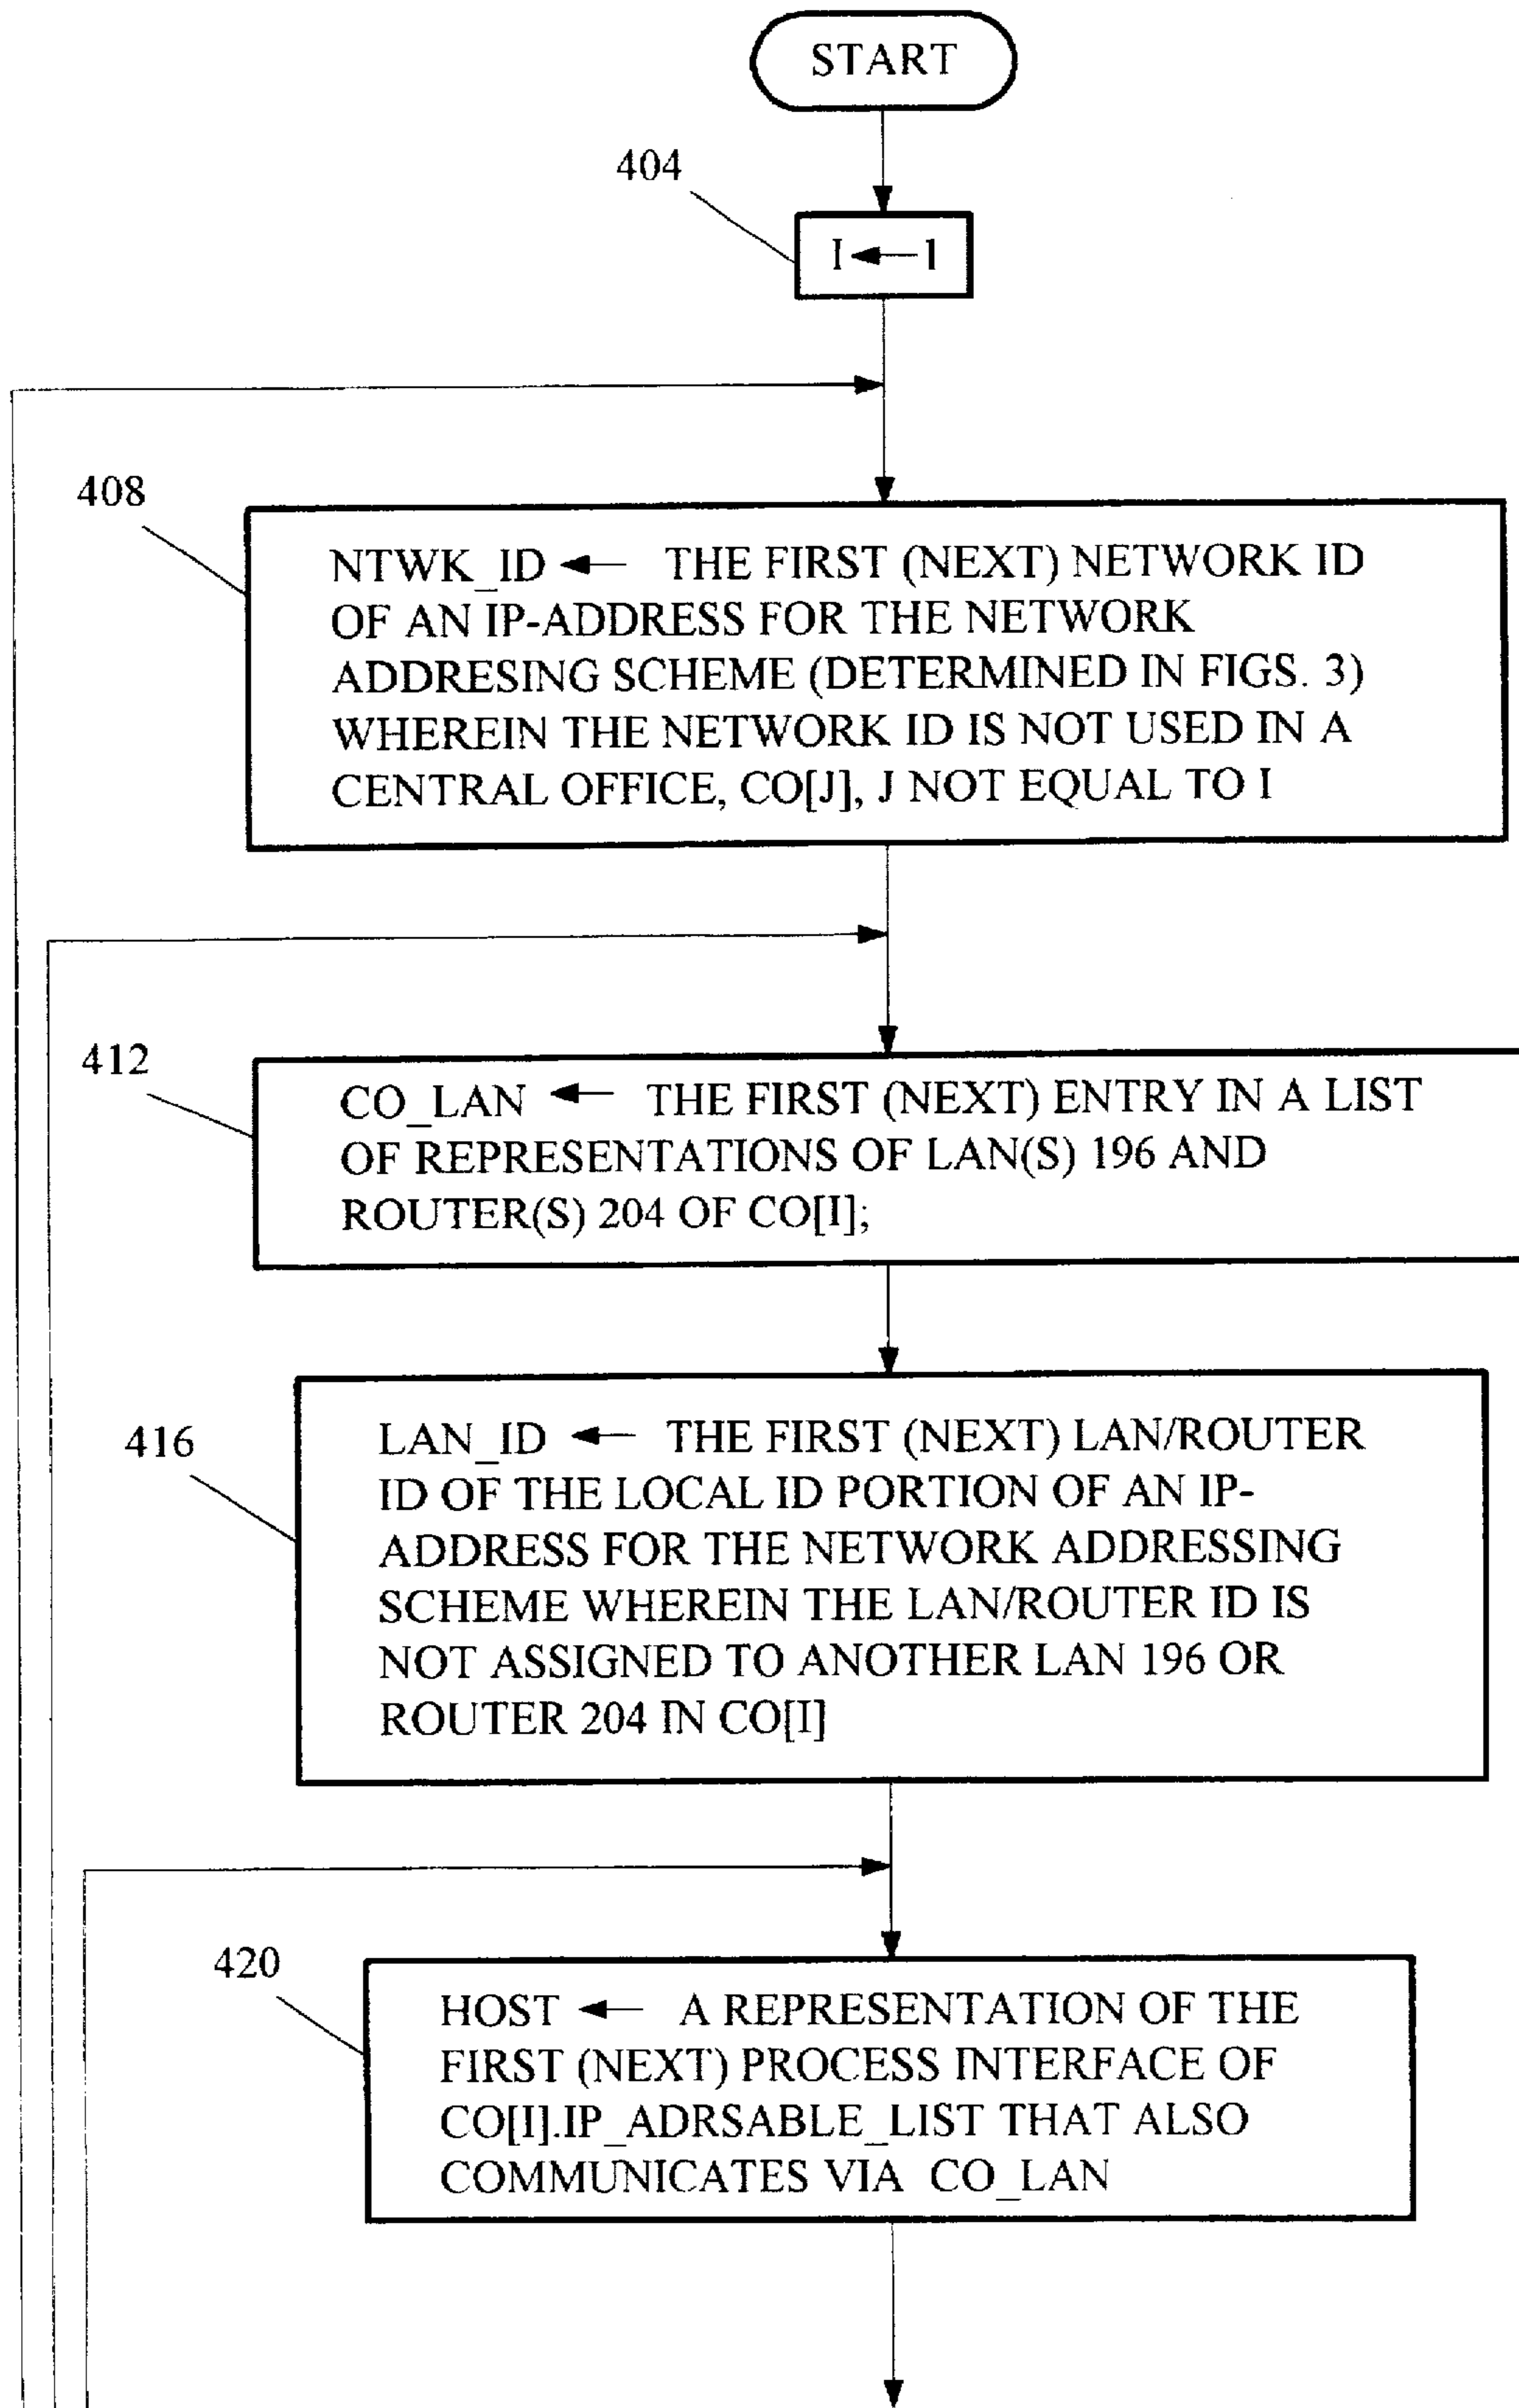 START
404
I ← 1
408
NTWK_ID ← THE FIRST (NEXT) NETWORK ID
OF AN IP-ADDRESS FOR THE NETWORK
ADDRESING SCHEME (DETERMINED IN FIGS. 3)
WHEREIN THE NETWORK ID IS NOT USED IN A
CENTRAL OFFICE, CO[J], J NOT EQUAL TO I
412
CO_LAN ← THE FIRST (NEXT) ENTRY IN A LIST
OF REPRESENTATIONS OF LAN(S) 196 AND
ROUTER(S) 204 OF CO[I];
416
LAN_ID ← THE FIRST (NEXT) LAN/ROUTER
ID OF THE LOCAL ID PORTION OF AN IP-
ADDRESS FOR THE NETWORK ADDRESSING
SCHEME WHEREIN THE LAN/ROUTER ID IS
NOT ASSIGNED TO ANOTHER LAN 196 OR
ROUTER 204 IN CO[I]
420
HOST ← A REPRESENTATION OF THE
FIRST (NEXT) PROCESS INTERFACE OF
CO[I].IP_ADRSABLE_LIST THAT ALSO
COMMUNICATES VIA CO_LAN